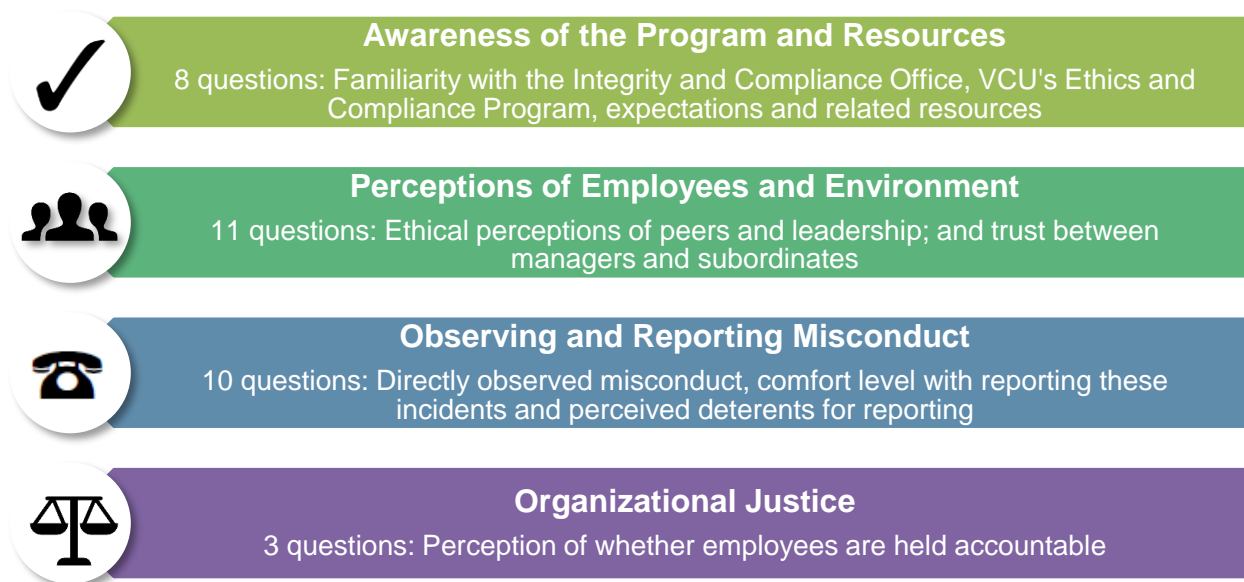 Awareness of the Program and Resources
8 questions: Familiarity with the Integrity and Compliance Office, VCU's Ethics and
Compliance Program, expectations and related resources
Perceptions of Employees and Environment
11 questions: Ethical perceptions of peers and leadership; and trust between
managers and subordinates
Observing and Reporting Misconduct
10 questions: Directly observed misconduct, comfort level with reporting these
incidents and perceived deterents for reporting
Organizational Justice
3 questions: Perception of whether employees are held accountable